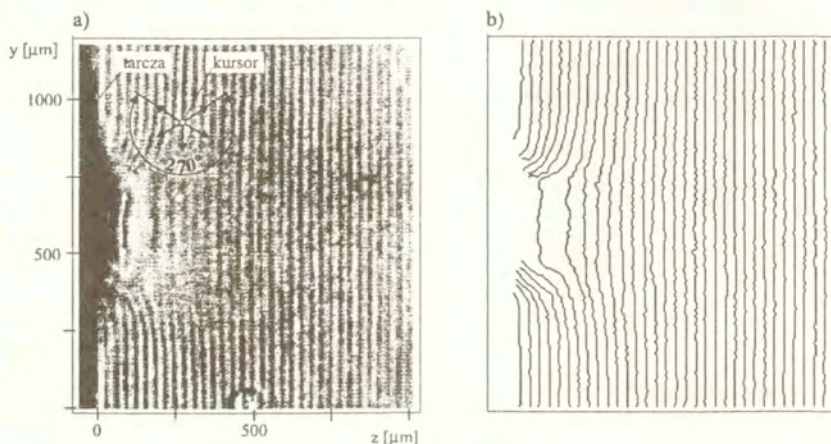 a)
b)
y [μm]
tarcza
kursor
1000
270°
500
0
500
z [μm]